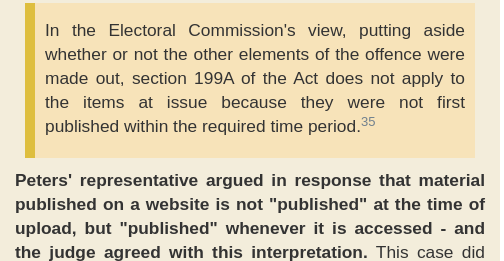 In the Electoral Commission's view, putting aside
whether or not the other elements of the offence were
made out, section 199A of the Act does not apply to
the items at issue because they were not first
published within the required time period.35
Peters' representative argued in response that material
published on a website is not "published" at the time of
upload, but "published" whenever it is accessed - and
the judge agreed with this interpretation. This case did